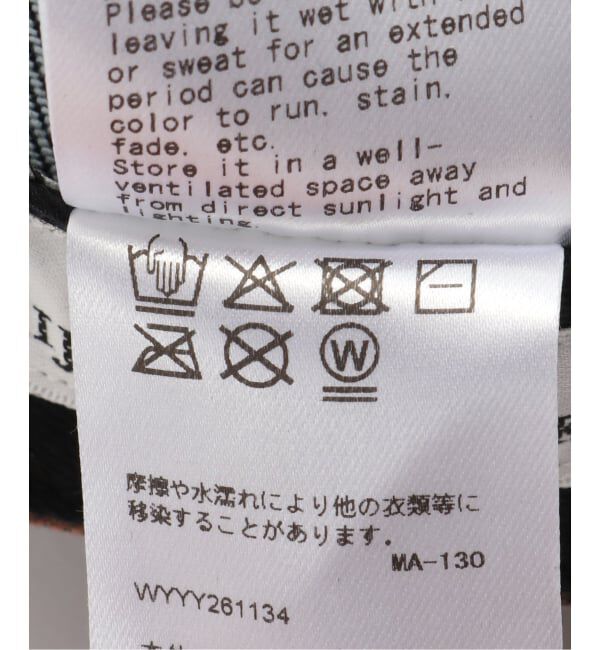 Please
leaving it wet with
or sweat for an extended
period can cause the
color to run. stain.
fade. etc.
Store it in a well-
ventilated space away
from direct sunlight and
lighting.
W
摩擦や水濡れにより他の衣類等に
移染することがあります。
MA-130
WYYY261134